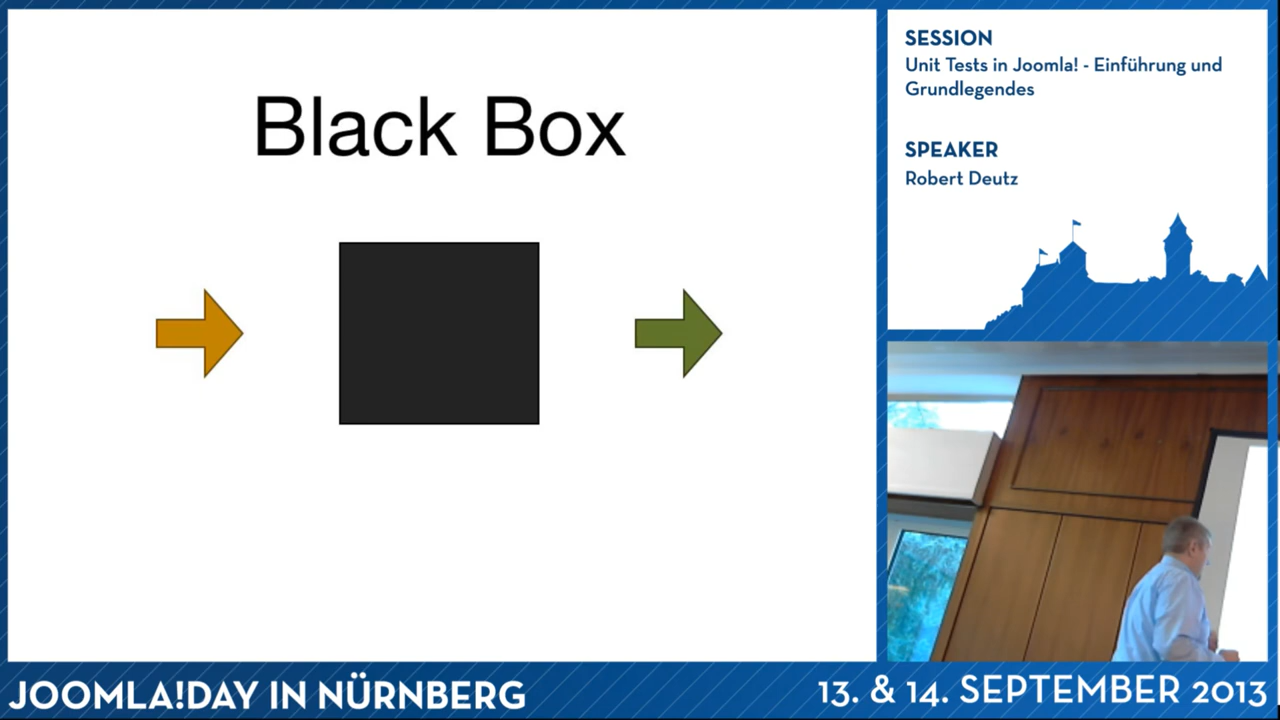 Black Box
SESSION
Unit Tests in Joomla! - Einführung und
Grundlegendes
SPEAKER
Robert Deutz
JOOMLA!DAY IN NÜRNBERG
13. & 14. SEPTEMBER 2013